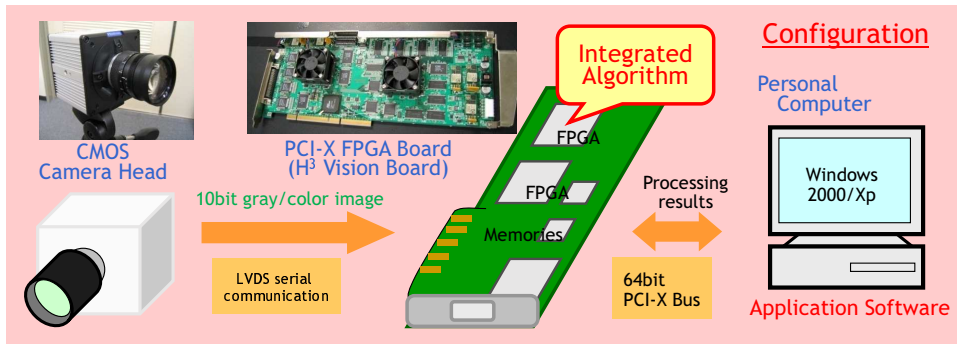 Configuration
Integrated
Algorithm
Personal
Computer
CMOS
Camera Head
PCI-X FPGA Board
(H³ Vision Board)
FPGA
FPGA
Memories
10bit gray/color image
LVDS serial
communication
Processing
results
64bit
PCI-X Bus
Windows
2000/Xp
Application Software